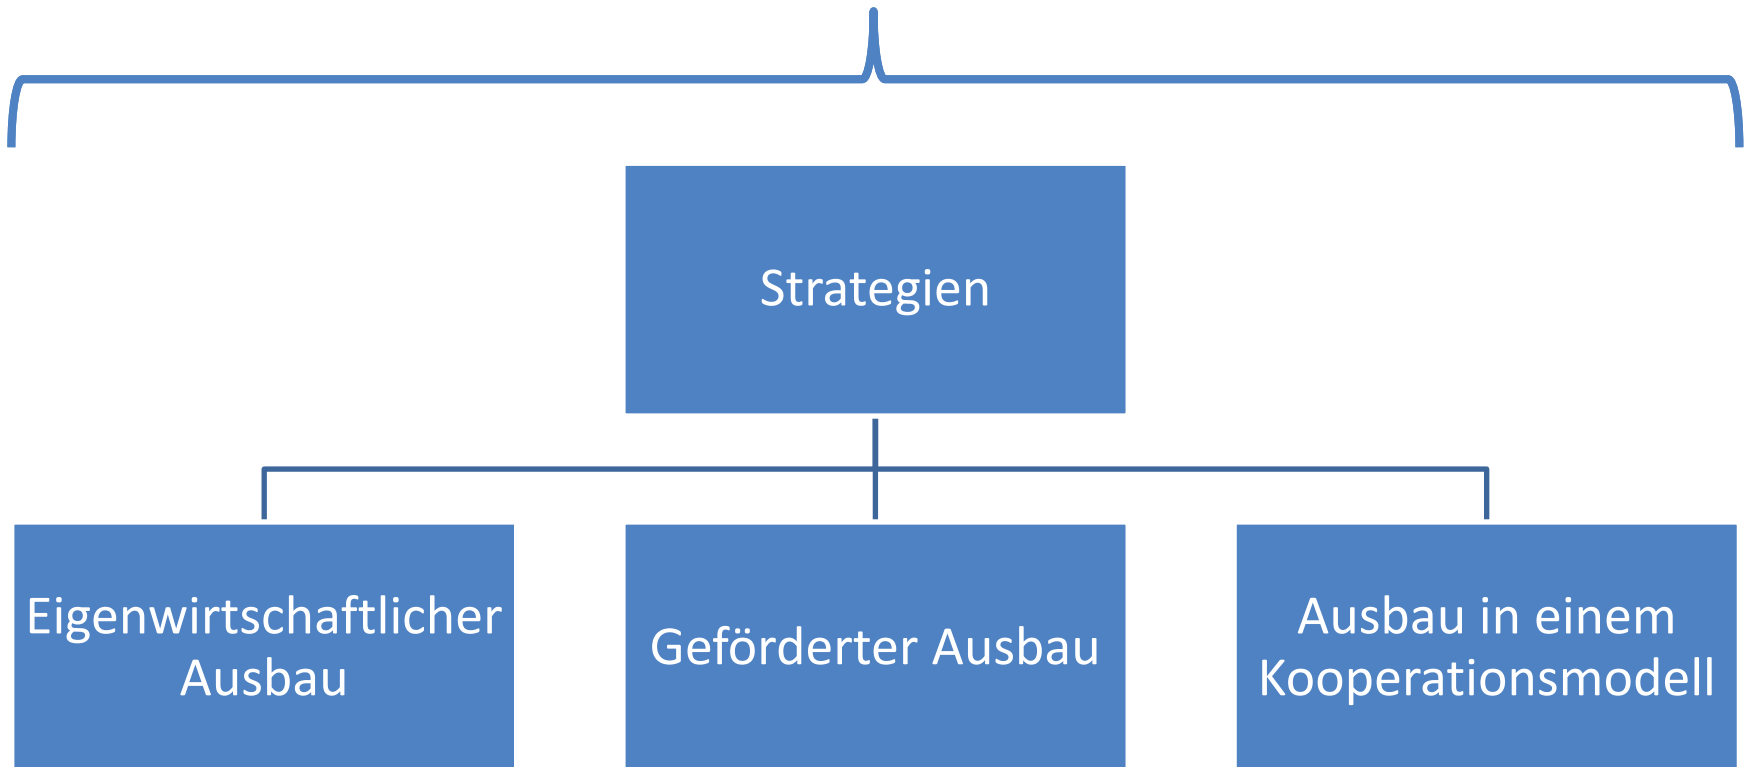 Strategien
Eigenwirtschaftlicher
Ausbau
Geförderter Ausbau
Ausbau in einem
Kooperationsmodell